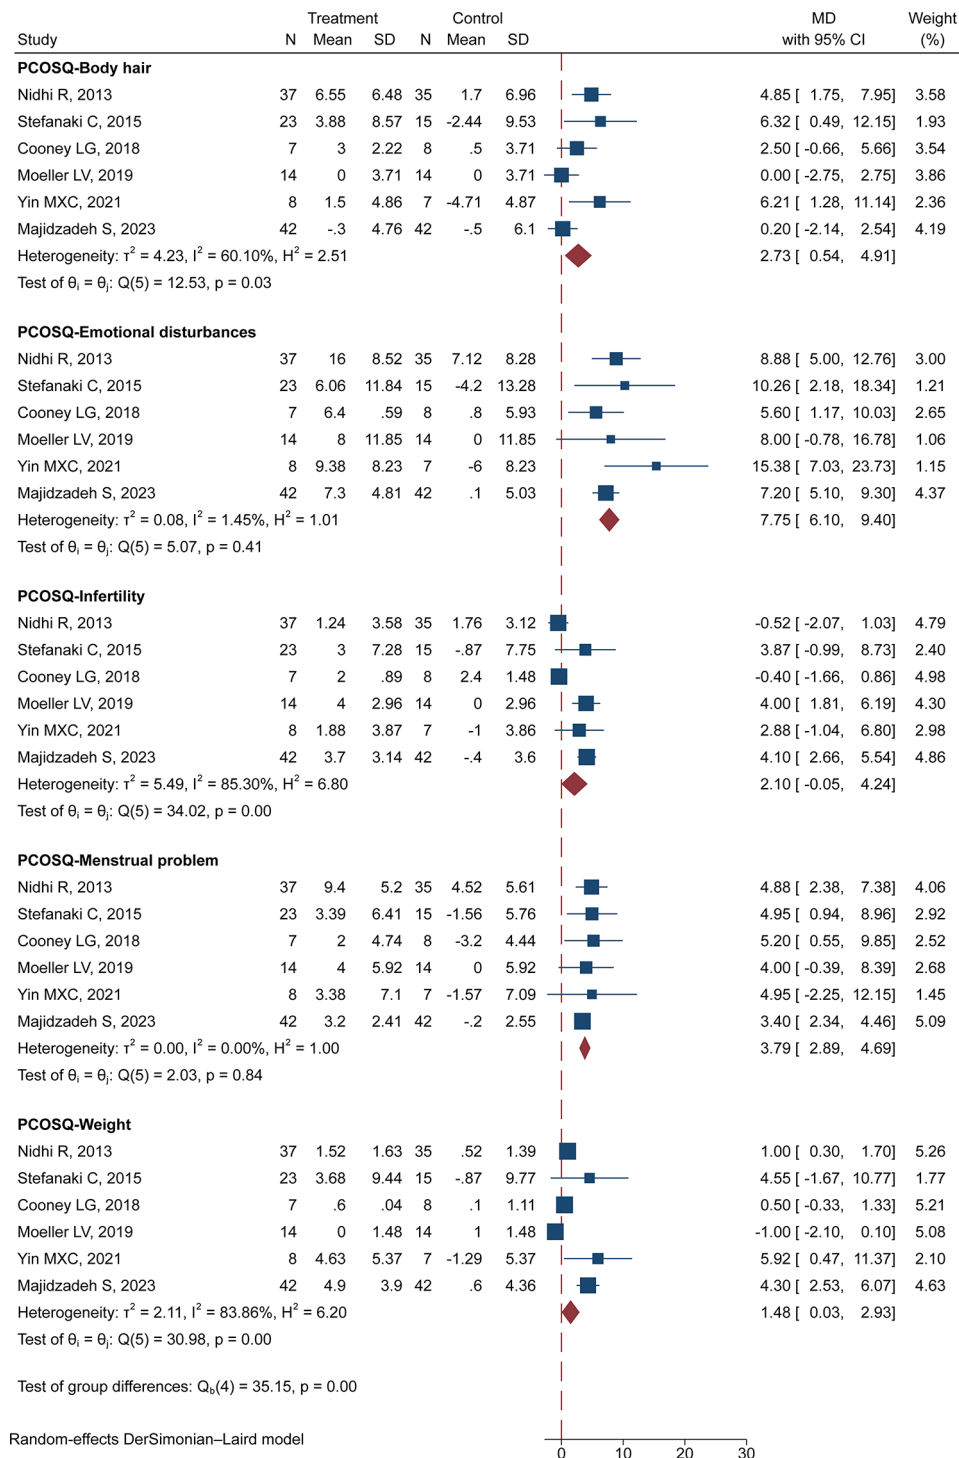 Treatment Control MD Weight
Study N Mean SD N Mean SD with 95% CI (%)
PCOSQ-Body hair
Nidhi R, 2013 37 6.55 6.48 35 1.7 6.96 4.85 [ 1.75, 7.95] 3.58
Stefanaki C, 2015 23 3.88 8.57 15 -2.44 9.53 6.32 [ 0.49, 12.15] 1.93
Cooney LG, 2018 7 3 2.22 8 .5 3.71 2.50 [ -0.66, 5.66] 3.54
Moeller LV, 2019 14 0 3.71 14 0 3.71 0.00 [ -2.75, 2.75] 3.86
Yin MXC, 2021 8 1.5 4.86 7 -4.71 4.87 6.21 [ 1.28, 11.14] 2.36
Majidzadeh S, 2023 42 -.3 4.76 42 -.5 6.1 0.20 [ -2.14, 2.54] 4.19
Heterogeneity: τ² = 4.23, I² = 60.10%, H² = 2.51 2.73 [ 0.54, 4.91]
Test of θᵢ = θⱼ: Q(5) = 12.53, p = 0.03
PCOSQ-Emotional disturbances
Nidhi R, 2013 37 16 8.52 35 7.12 8.28 8.88 [ 5.00, 12.76] 3.00
Stefanaki C, 2015 23 6.06 11.84 15 -4.2 13.28 10.26 [ 2.18, 18.34] 1.21
Cooney LG, 2018 7 6.4 .59 8 .8 5.93 5.60 [ 1.17, 10.03] 2.65
Moeller LV, 2019 14 8 11.85 14 0 11.85 8.00 [ -0.78, 16.78] 1.06
Yin MXC, 2021 8 9.38 8.23 7 -6 8.23 15.38 [ 7.03, 23.73] 1.15
Majidzadeh S, 2023 42 7.3 4.81 42 .1 5.03 7.20 [ 5.10, 9.30] 4.37
Heterogeneity: τ² = 0.08, I² = 1.45%, H² = 1.01 7.75 [ 6.10, 9.40]
Test of θᵢ = θⱼ: Q(5) = 5.07, p = 0.41
PCOSQ-Infertility
Nidhi R, 2013 37 1.24 3.58 35 1.76 3.12 -0.52 [ -2.07, 1.03] 4.79
Stefanaki C, 2015 23 3 7.28 15 -.87 7.75 3.87 [ -0.99, 8.73] 2.40
Cooney LG, 2018 7 2 .89 8 2.4 1.48 -0.40 [ -1.66, 0.86] 4.98
Moeller LV, 2019 14 4 2.96 14 0 2.96 4.00 [ 1.81, 6.19] 4.30
Yin MXC, 2021 8 1.88 3.87 7 -1 3.86 2.88 [ -1.04, 6.80] 2.98
Majidzadeh S, 2023 42 3.7 3.14 42 -.4 3.6 4.10 [ 2.66, 5.54] 4.86
Heterogeneity: τ² = 5.49, I² = 85.30%, H² = 6.80 2.10 [ -0.05, 4.24]
Test of θᵢ = θⱼ: Q(5) = 34.02, p = 0.00
PCOSQ-Menstrual problem
Nidhi R, 2013 37 9.4 5.2 35 4.52 5.61 4.88 [ 2.38, 7.38] 4.06
Stefanaki C, 2015 23 3.39 6.41 15 -1.56 5.76 4.95 [ 0.94, 8.96] 2.92
Cooney LG, 2018 7 2 4.74 8 -3.2 4.44 5.20 [ 0.55, 9.85] 2.52
Moeller LV, 2019 14 4 5.92 14 0 5.92 4.00 [ -0.39, 8.39] 2.68
Yin MXC, 2021 8 3.38 7.1 7 -1.57 7.09 4.95 [ -2.25, 12.15] 1.45
Majidzadeh S, 2023 42 3.2 2.41 42 -.2 2.55 3.40 [ 2.34, 4.46] 5.09
Heterogeneity: τ² = 0.00, I² = 0.00%, H² = 1.00 3.79 [ 2.89, 4.69]
Test of θᵢ = θⱼ: Q(5) = 2.03, p = 0.84
PCOSQ-Weight
Nidhi R, 2013 37 1.52 1.63 35 .52 1.39 1.00 [ 0.30, 1.70] 5.26
Stefanaki C, 2015 23 3.68 9.44 15 -.87 9.77 4.55 [ -1.67, 10.77] 1.77
Cooney LG, 2018 7 .6 .04 8 .1 1.11 0.50 [ -0.33, 1.33] 5.21
Moeller LV, 2019 14 0 1.48 14 1 1.48 -1.00 [ -2.10, 0.10] 5.08
Yin MXC, 2021 8 4.63 5.37 7 -1.29 5.37 5.92 [ 0.47, 11.37] 2.10
Majidzadeh S, 2023 42 4.9 3.9 42 .6 4.36 4.30 [ 2.53, 6.07] 4.63
Heterogeneity: τ² = 2.11, I² = 83.86%, H² = 6.20 1.48 [ 0.03, 2.93]
Test of θᵢ = θⱼ: Q(5) = 30.98, p = 0.00
Test of group differences: Q_b(4) = 35.15, p = 0.00
Random-effects DerSimonian–Laird model
0 10 20 30